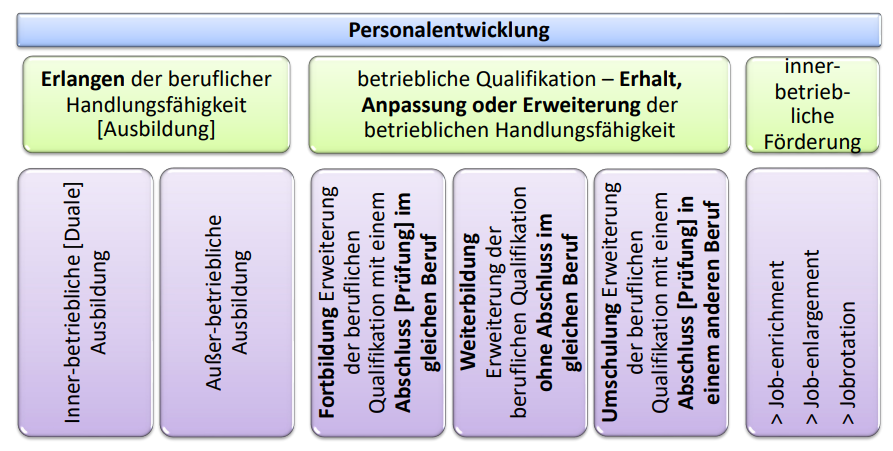 Personalentwicklung
Erlangen der beruflicher
Handlungsfähigkeit
[Ausbildung]
betriebliche Qualifikation – Erhalt,
Anpassung oder Erweiterung der
betrieblichen Handlungsfähigkeit
inner-
betrieb-
liche
Förderung
Inner-betriebliche [Duale]
Ausbildung
Außer-betriebliche
Ausbildung
Fortbildung Erweiterung
der beruflichen
Qualifikation mit einem
Abschluss [Prüfung] im
gleichen Beruf
Weiterbildung
Erweiterung der
beruflichen Qualifikation
ohne Abschluss im
gleichen Beruf
Umschulung Erweiterung
der beruflichen
Qualifikation mit einem
Abschluss [Prüfung] in
einem anderen Beruf
> Job-enrichment
> Job-enlargement
> Jobrotation